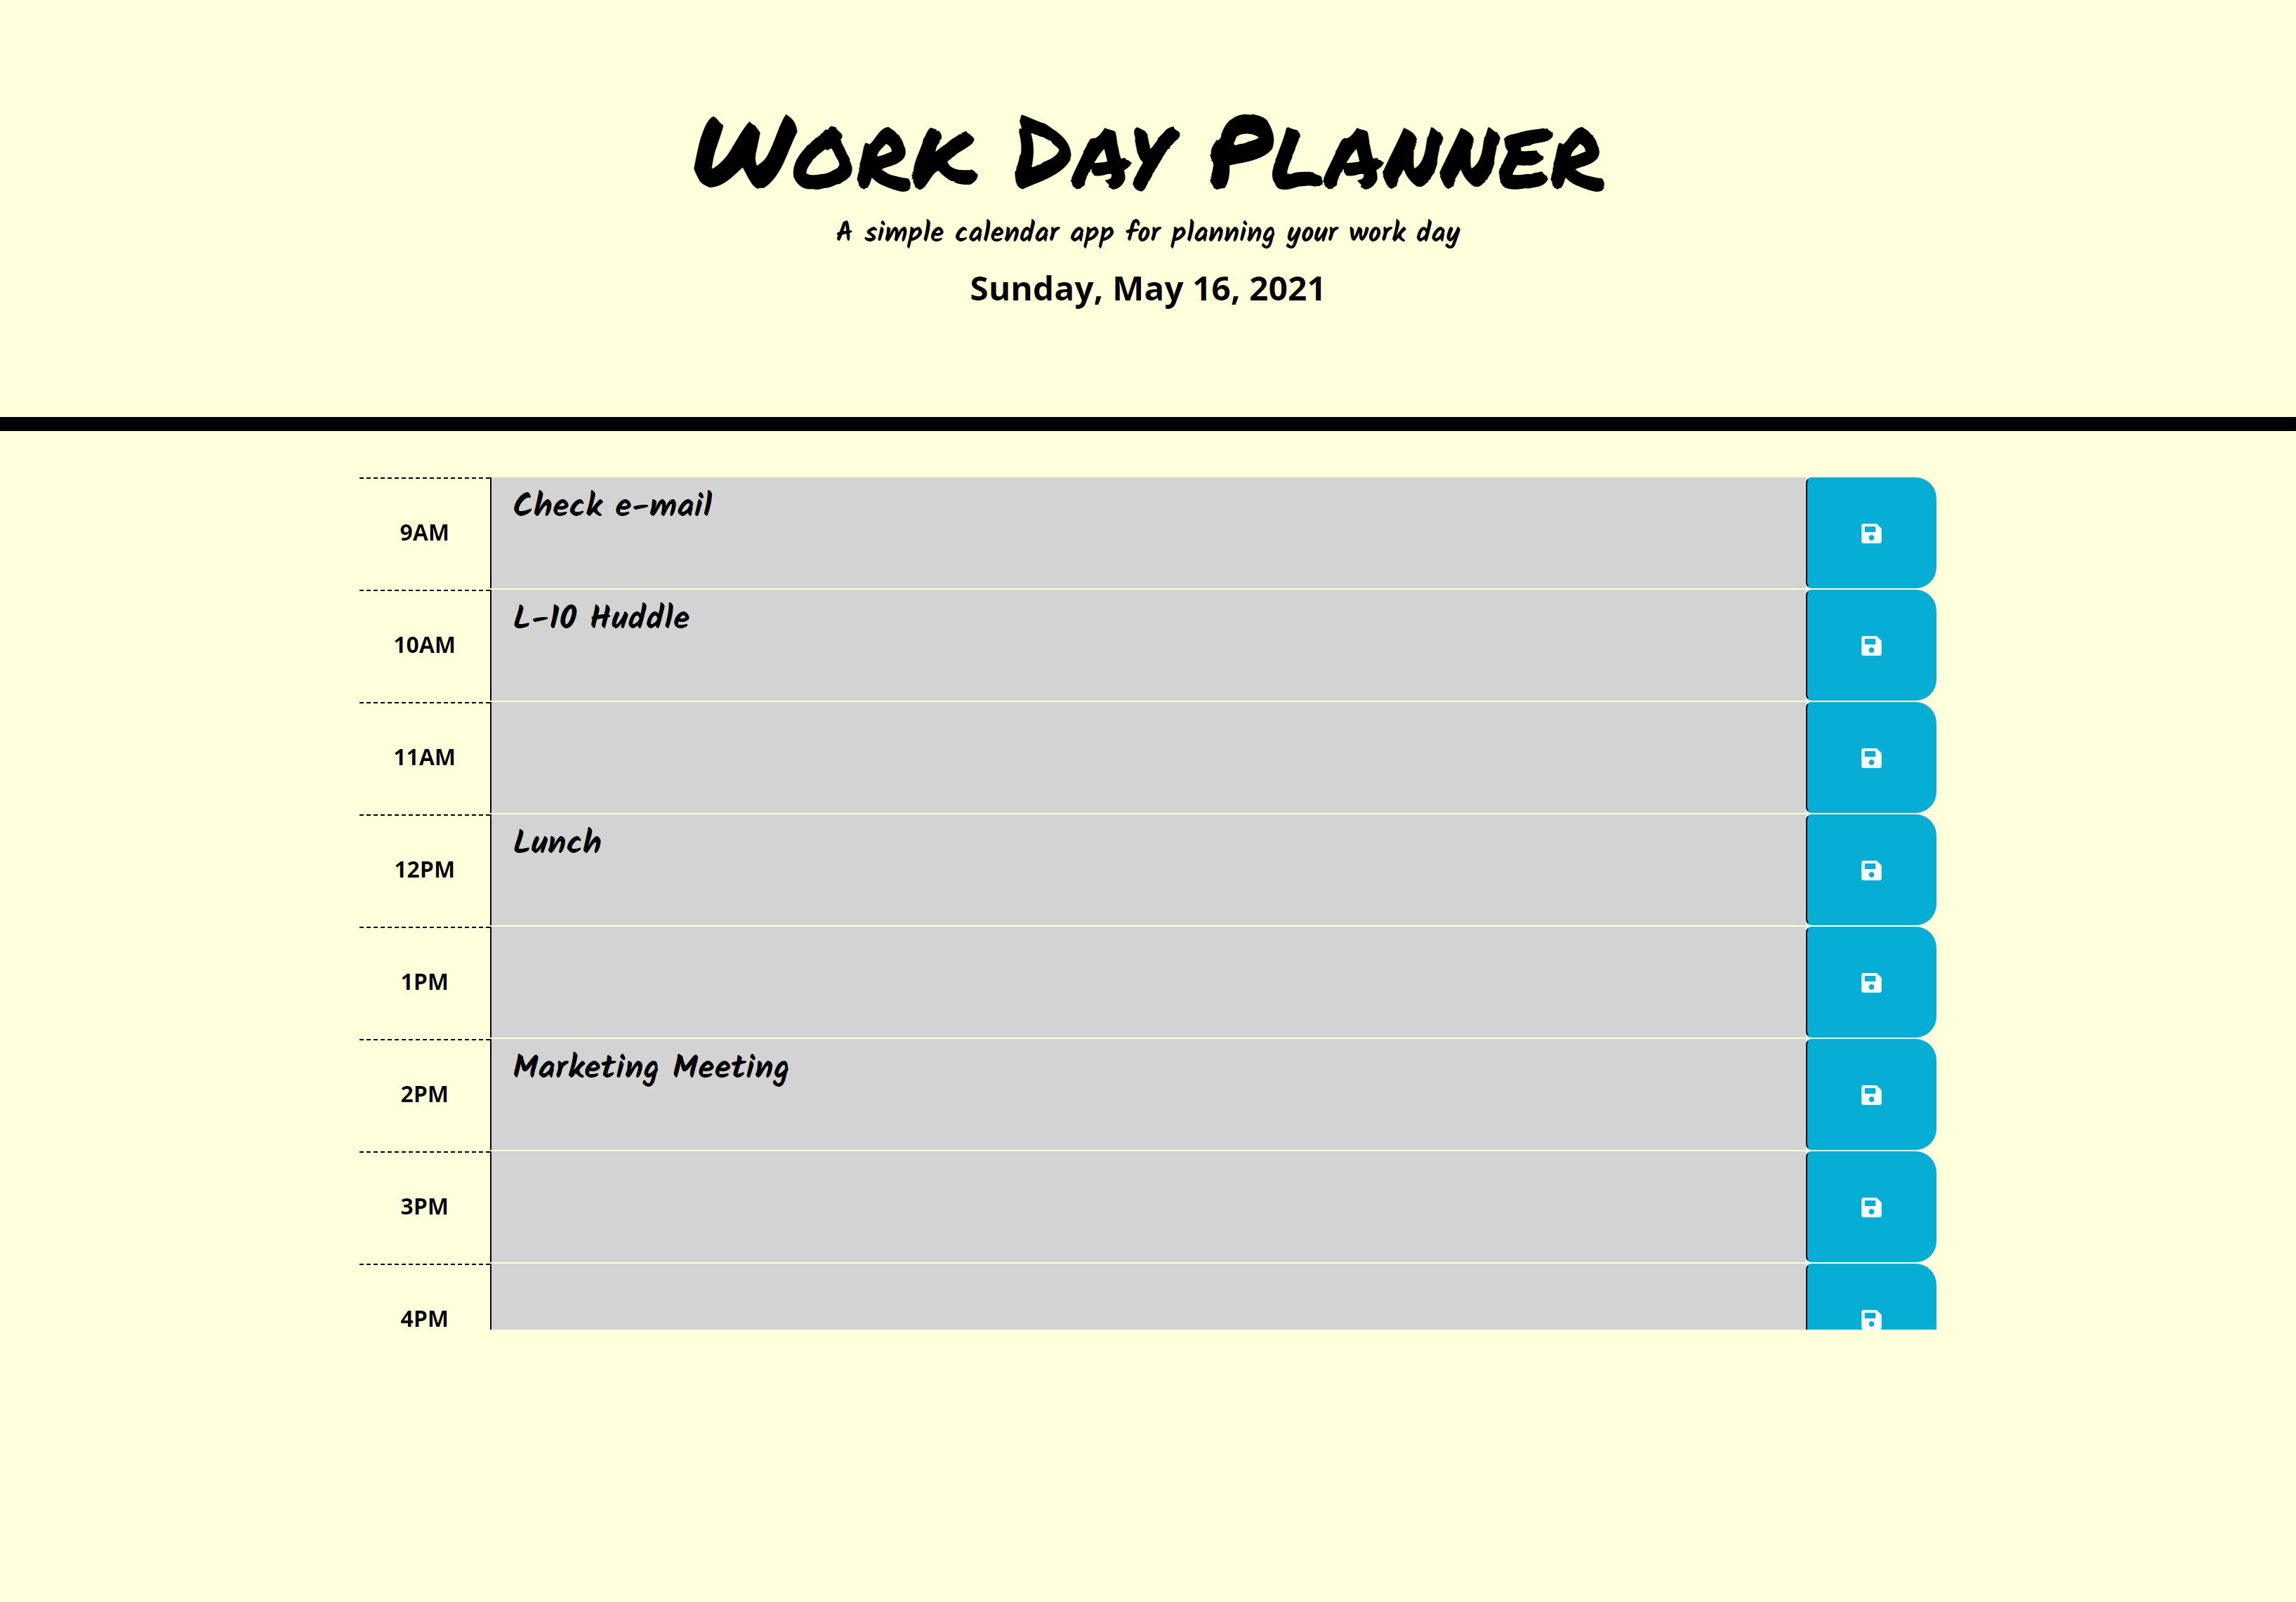 Work Day Planner
A simple calendar app for planning your work day
Sunday, May 16, 2021
9AM
Check e-mail
10AM
L-10 Huddle
11AM
12PM
Lunch
1PM
2PM
Marketing Meeting
3PM
4PM